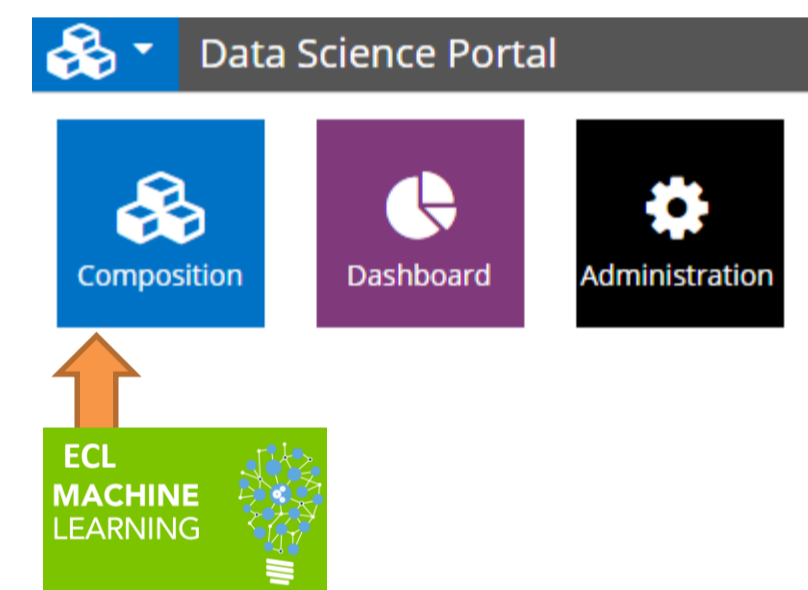 Data Science Portal
Composition
Dashboard
Administration
ECL
MACHINE
LEARNING